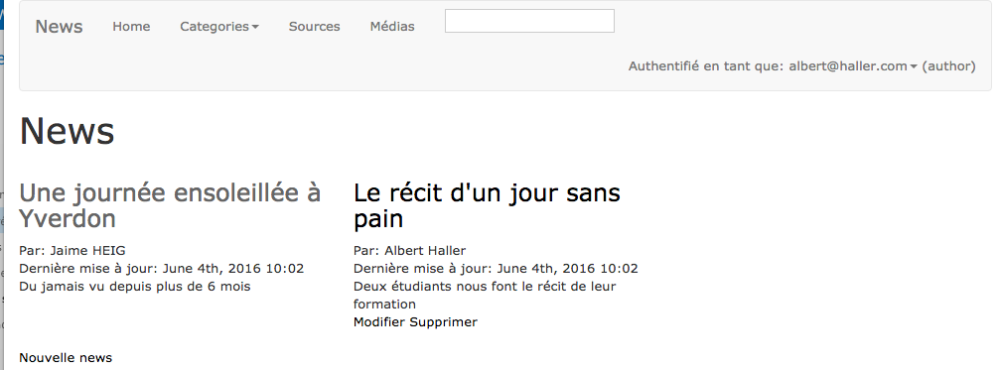 News Home Categories Sources Médias
Authentifié en tant que: albert@haller.com (author)
News
Une journée ensoleillée à
Yverdon
Par: Jaime HEIG
Dernière mise à jour: June 4th, 2016 10:02
Du jamais vu depuis plus de 6 mois
Le récit d'un jour sans
pain
Par: Albert Haller
Dernière mise à jour: June 4th, 2016 10:02
Deux étudiants nous font le récit de leur
formation
Modifier Supprimer
Nouvelle news